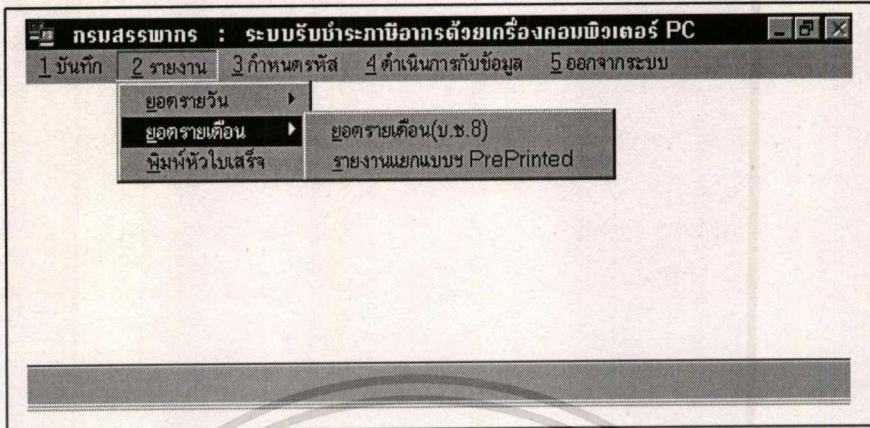 กรมสรรพากร : ระบบรับชำระภาษีอากรด้วยเครื่องคอมพิวเตอร์ PC
1 บันทึก 2 รายงาน 3 กำหนดรหัส 4 ดำเนินการกับข้อมูล 5 ออกจากระบบ
ยอดรายวัน
ยอดรายเดือน ยอดรายเดือน(บ.ช.8)
พิมพ์หัวใบเสร็จ รายงานแยกแบบฯ PrePrinted